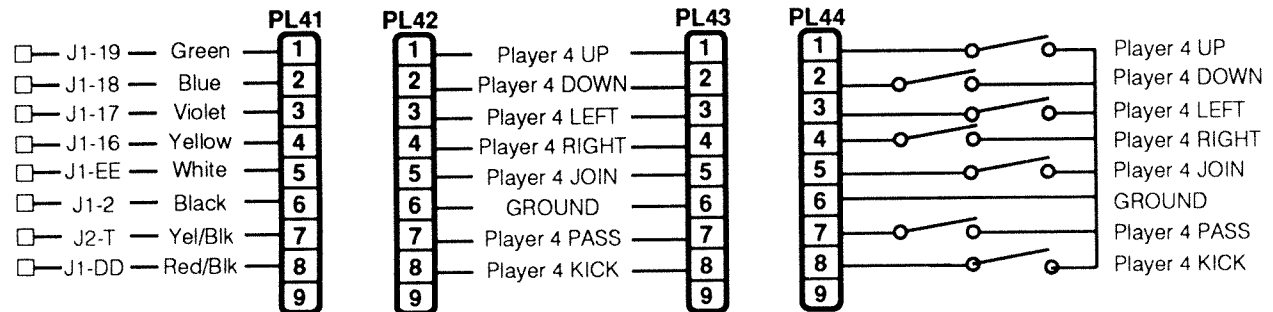 PL41 PL42 PL43 PL44
J1-19 Green 1 1 Player 4 UP 1 1 Player 4 UP
J1-18 Blue 2 2 Player 4 DOWN 2 2 Player 4 DOWN
J1-17 Violet 3 3 Player 4 LEFT 3 3 Player 4 LEFT
J1-16 Yellow 4 4 Player 4 RIGHT 4 4 Player 4 RIGHT
J1-EE White 5 5 Player 4 JOIN 5 5 Player 4 JOIN
J1-2 Black 6 6 GROUND 6 6 GROUND
J2-T Yel/Blk 7 7 Player 4 PASS 7 7 Player 4 PASS
J1-DD Red/Blk 8 8 Player 4 KICK 8 8 Player 4 KICK
9 9 9 9